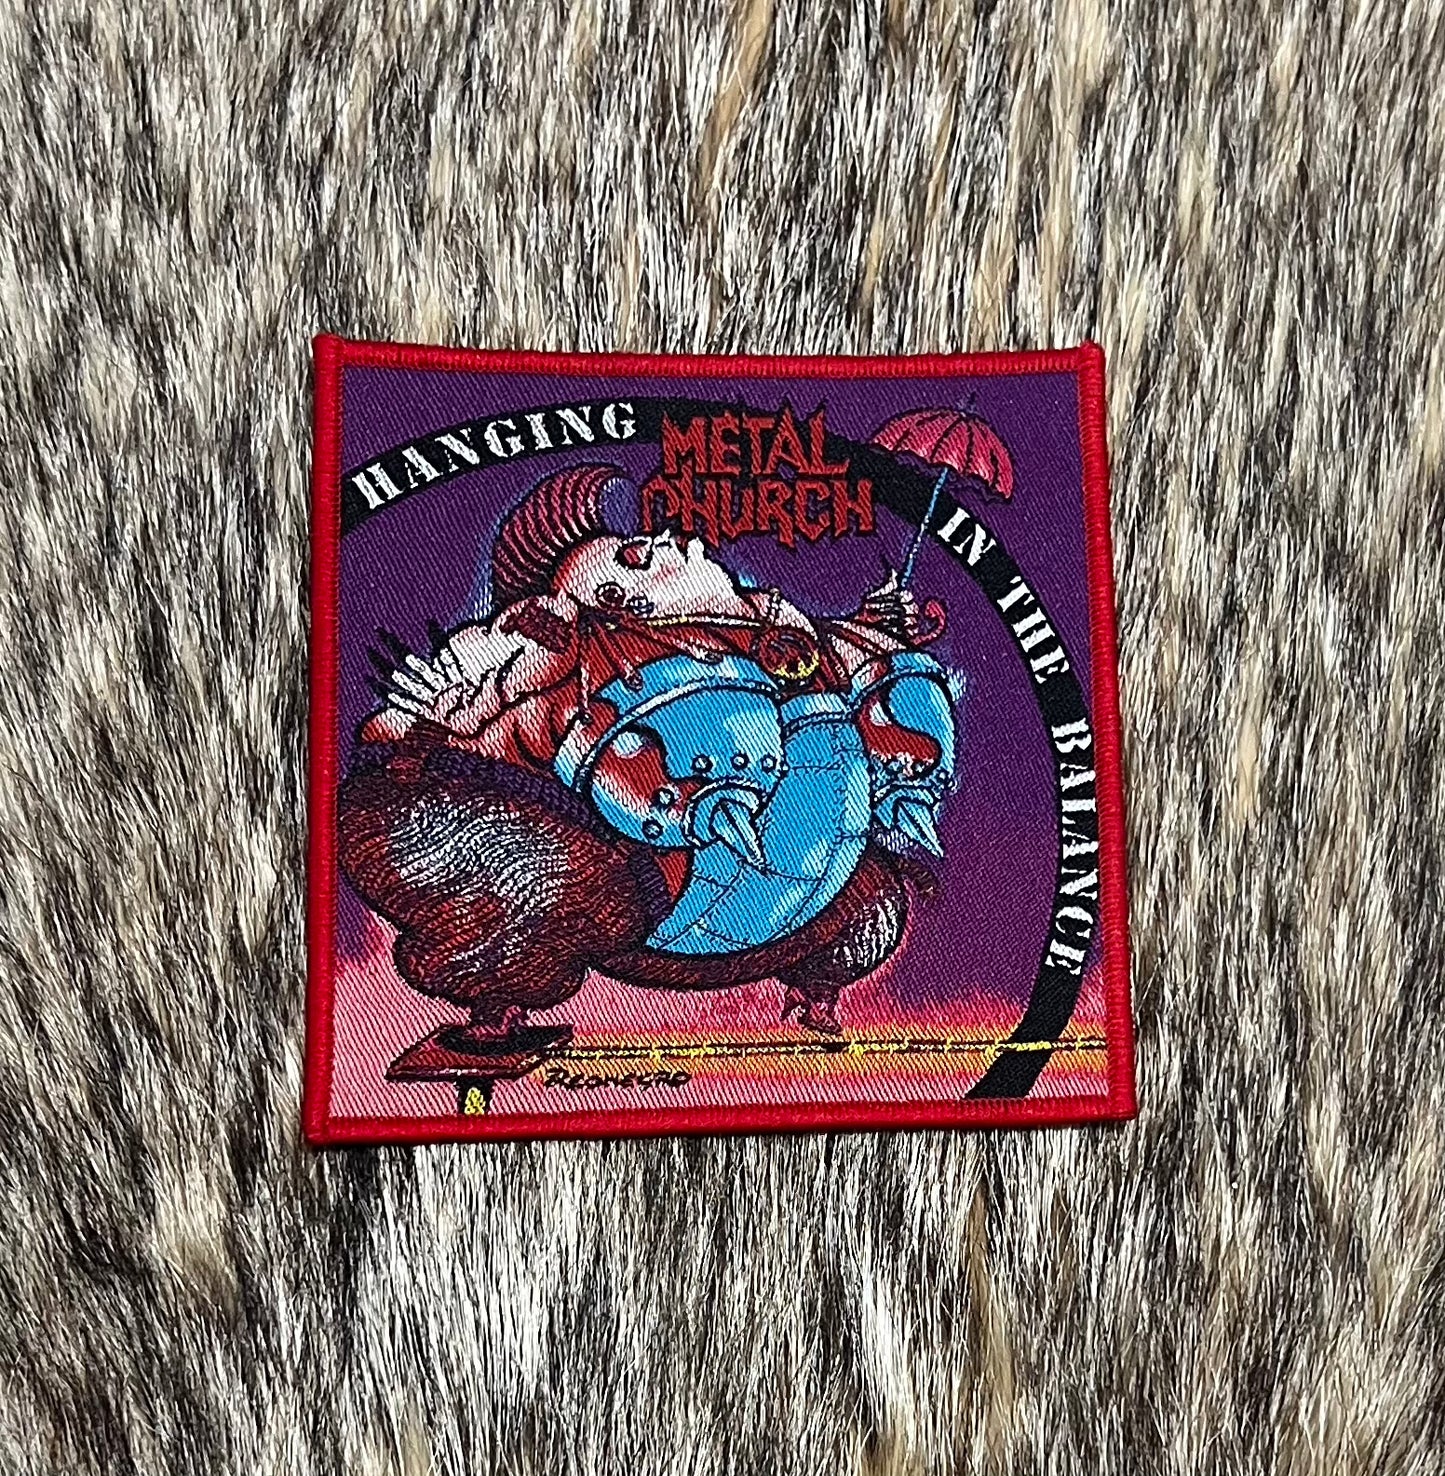 HANGING
METAL
CHURCH
IN THE BALANCE